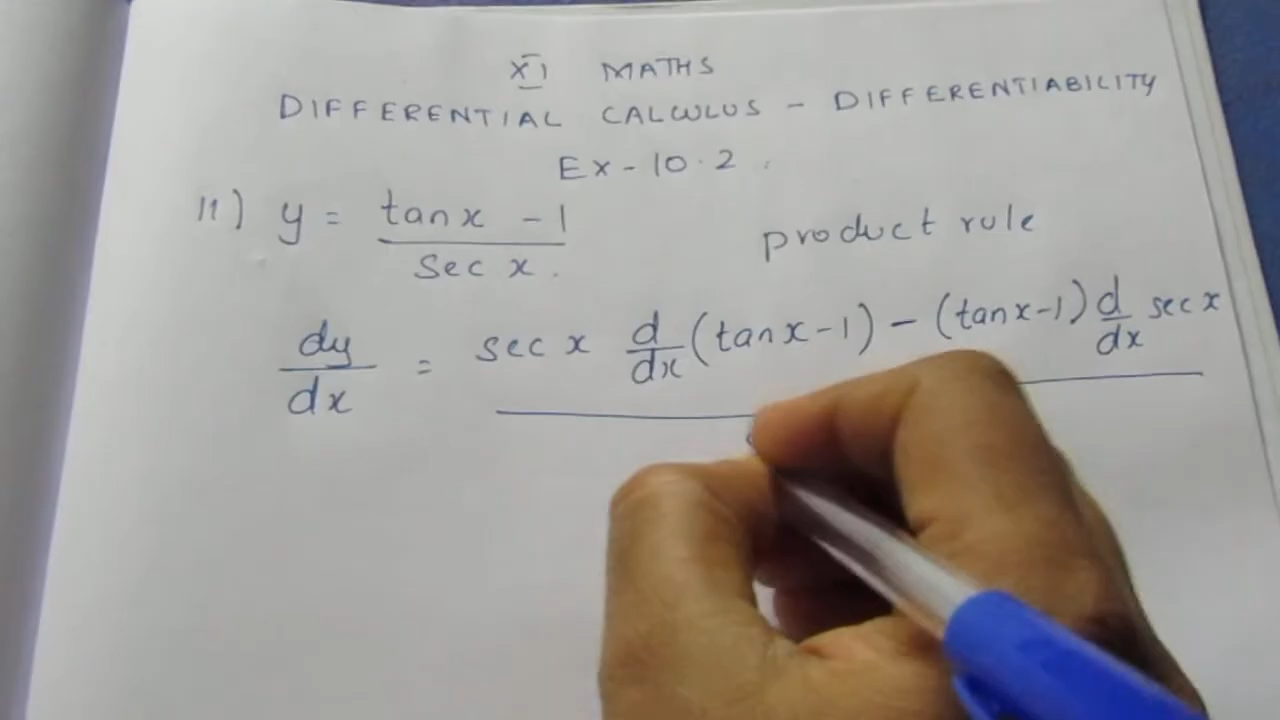 XI MATHS
DIFFERENTIAL CALCULUS - DIFFERENTIABILITY
Ex-10.2
11) y = (tan x - 1) / sec x.
product rule
dy/dx = sec x d/dx (tan x - 1) - (tan x - 1) d/dx sec x